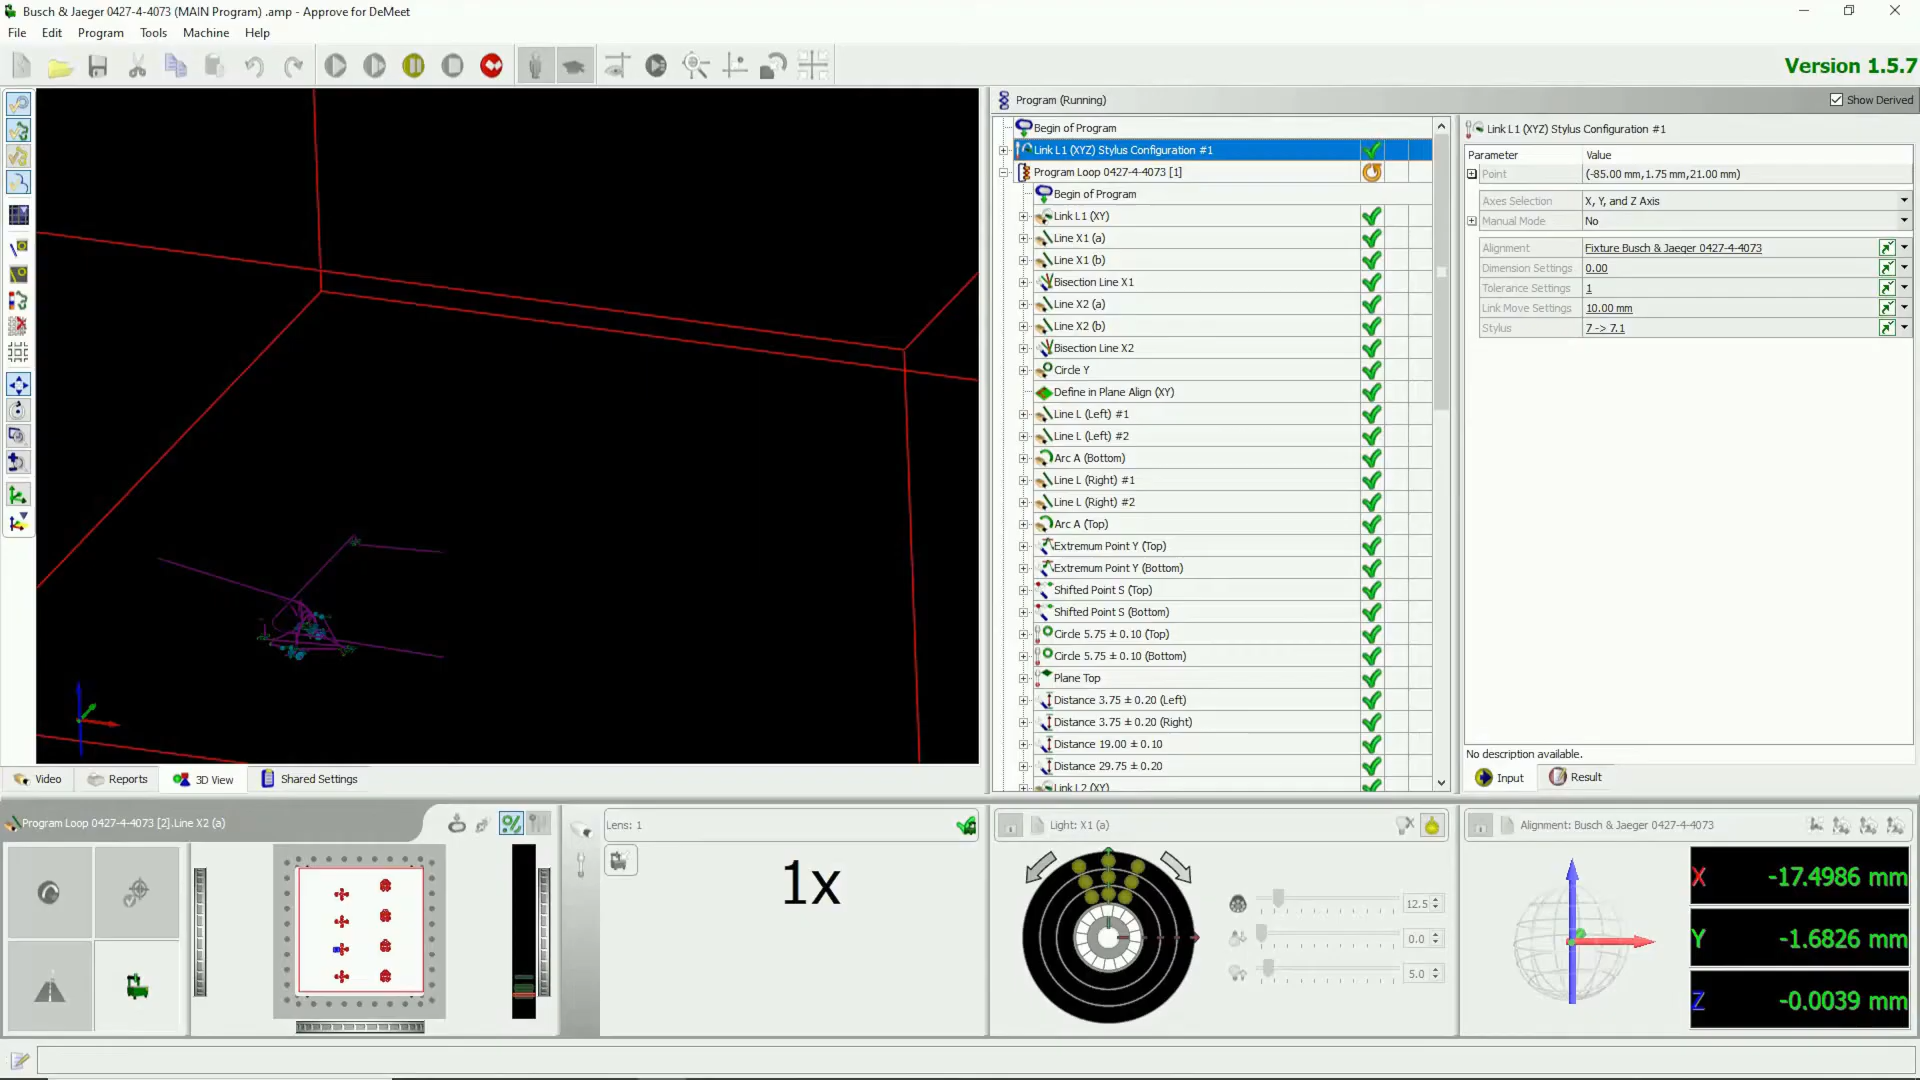 Busch & Jaeger 0427-4-4073 (MAIN Program) .amp - Approve for DeMeet
File Edit Program Tools Machine Help
Version 1.5.7
Program (Running)
Show Derived
Begin of Program
Link L1 (XYZ) Stylus Configuration #1
Program Loop 0427-4-4073 [1]
Begin of Program
Link L1 (XY)
Line X1 (a)
Line X1 (b)
Bisection Line X1
Line X2 (a)
Line X2 (b)
Bisection Line X2
Circle Y
Define in Plane Align (XY)
Line L (Left) #1
Line L (Left) #2
Arc A (Bottom)
Line L (Right) #1
Line L (Right) #2
Arc A (Top)
Extremum Point Y (Top)
Extremum Point Y (Bottom)
Shifted Point S (Top)
Shifted Point S (Bottom)
Circle 5.75 ± 0.10 (Top)
Circle 5.75 ± 0.10 (Bottom)
Plane Top
Distance 3.75 ± 0.20 (Left)
Distance 3.75 ± 0.20 (Right)
Distance 19.00 ± 0.10
Distance 29.75 ± 0.20
Link L2 (XY)
Link L1 (XYZ) Stylus Configuration #1
Parameter Value
Point (-85.00 mm,1.75 mm,21.00 mm)
Axes Selection X, Y, and Z Axis
Manual Mode No
Alignment Fixture Busch & Jaeger 0427-4-4073
Dimension Settings 0.00
Tolerance Settings 1
Link Move Settings 10.00 mm
Stylus 7 -> 7.1
No description available.
Input Result
Video Reports 3D View Shared Settings
Program Loop 0427-4-4073 [2].Line X2 (a)
Lens: 1
1x
Light: X1 (a)
12.5
0.0
5.0
Alignment: Busch & Jaeger 0427-4-4073
X -17.4986 mm
Y -1.6826 mm
Z -0.0039 mm